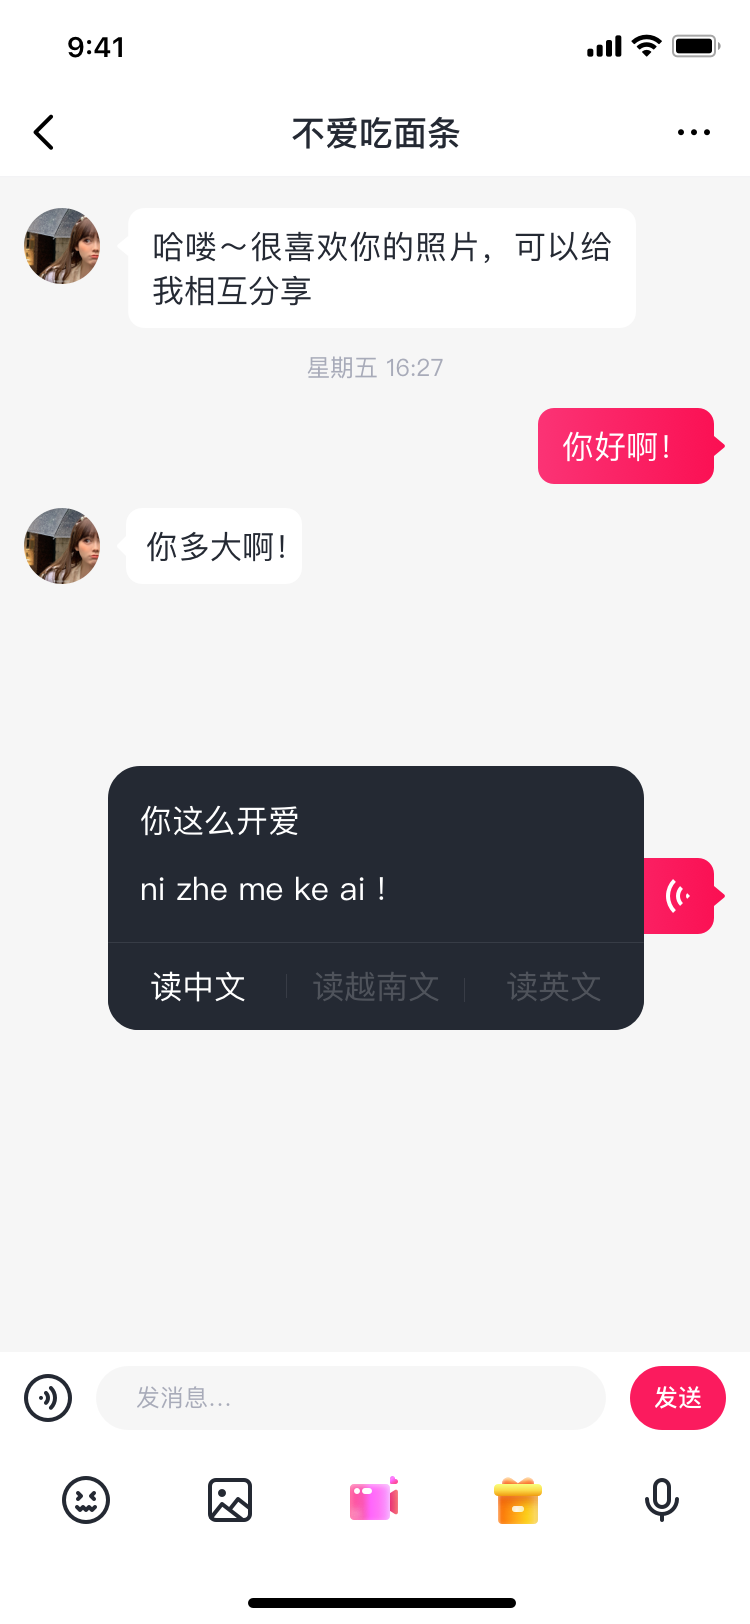 9:41
不爱吃面条
哈喽～很喜欢你的照片，可以给
我相互分享
星期五 16:27
你好啊！
你多大啊！
你这么开爱
ni zhe me ke ai！
读中文 读越南文 读英文
发消息... 发送